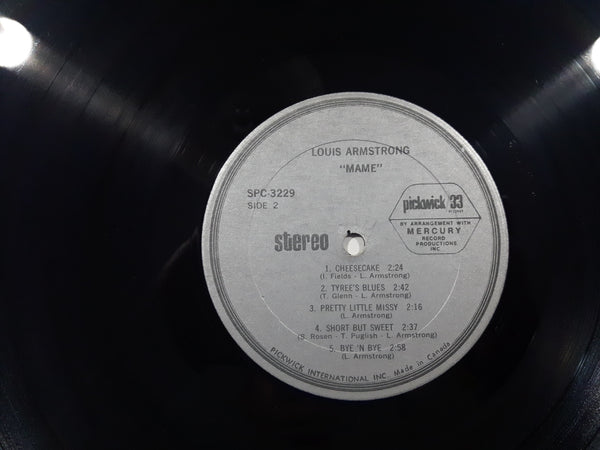 LOUIS ARMSTRONG
"MAME"
SPC-3229
SIDE 2
pickwick 33
BY ARRANGEMENT WITH
MERCURY
RECORD
PRODUCTIONS
INC.
stereo
1. CHEESECAKE 2:24
(I. Fields - L. Armstrong)
2. TYREE'S BLUES 2:42
(T. Glenn - L. Armstrong)
3. PRETTY LITTLE MISSY 2:16
(L. Armstrong)
4. SHORT BUT SWEET 2:37
(S. Rosen - T. Puglish - L. Armstrong)
5. BYE 'N BYE 2:58
(L. Armstrong)
PICKWICK INTERNATIONAL INC. Made in Canada